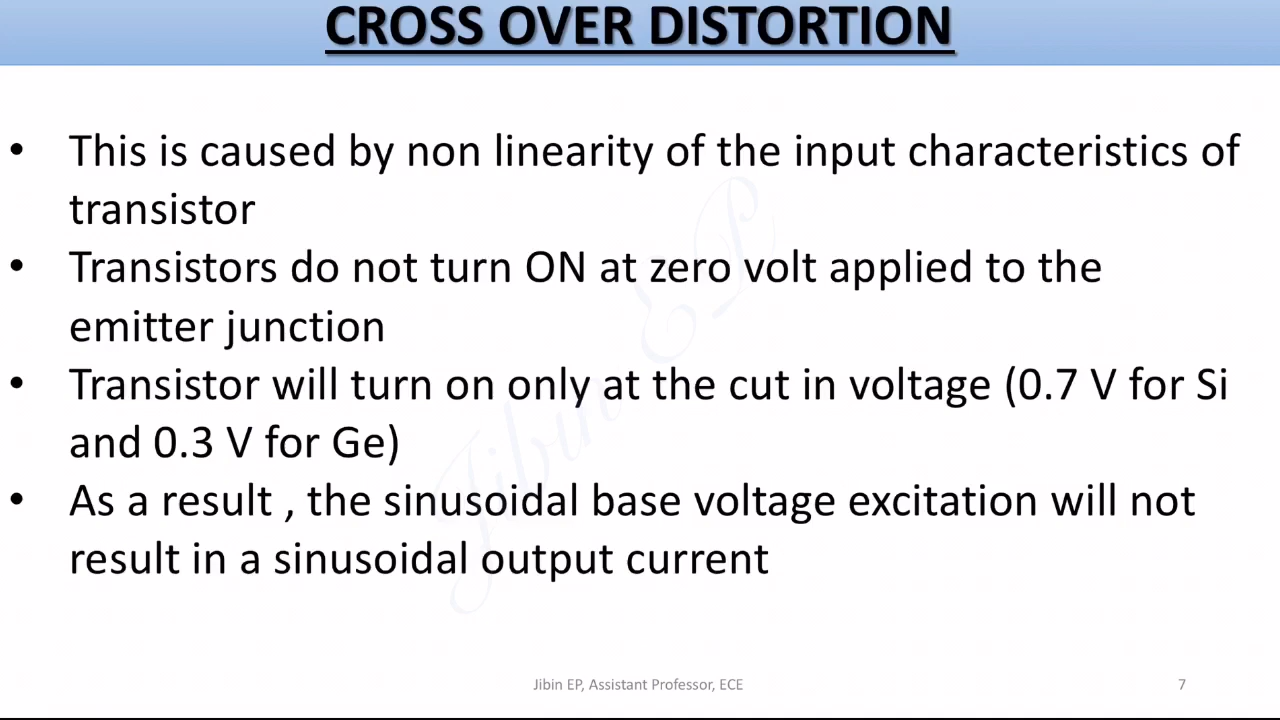 CROSS OVER DISTORTION
• This is caused by non linearity of the input characteristics of
transistor
• Transistors do not turn ON at zero volt applied to the
emitter junction
• Transistor will turn on only at the cut in voltage (0.7 V for Si
and 0.3 V for Ge)
• As a result , the sinusoidal base voltage excitation will not
result in a sinusoidal output current
Jibin EP
Jibin EP, Assistant Professor, ECE
7